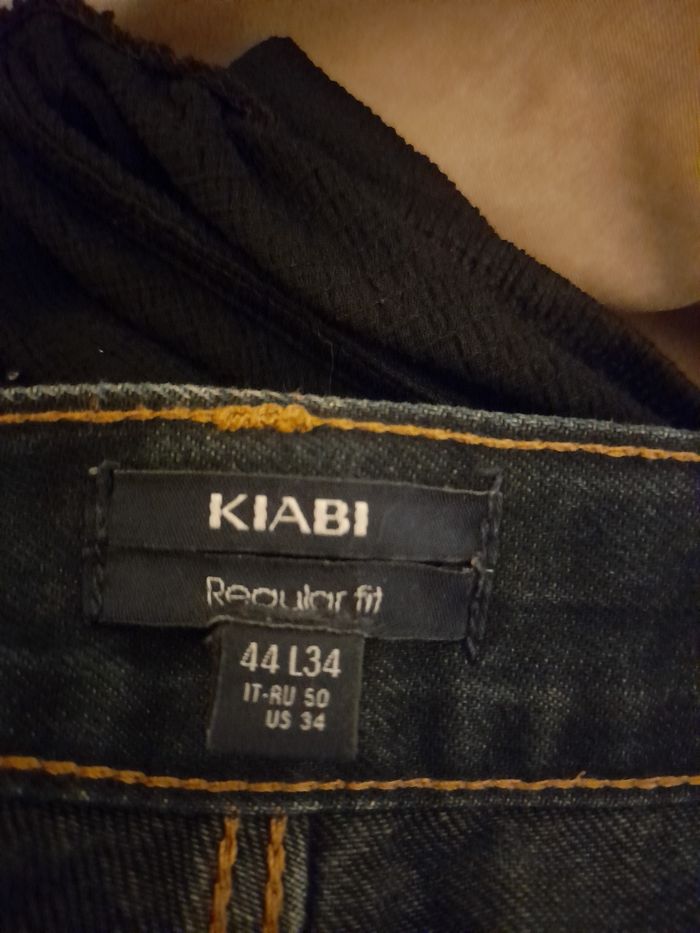 KIABI
Regular fit
44 L34
IT-RU 50
US 34